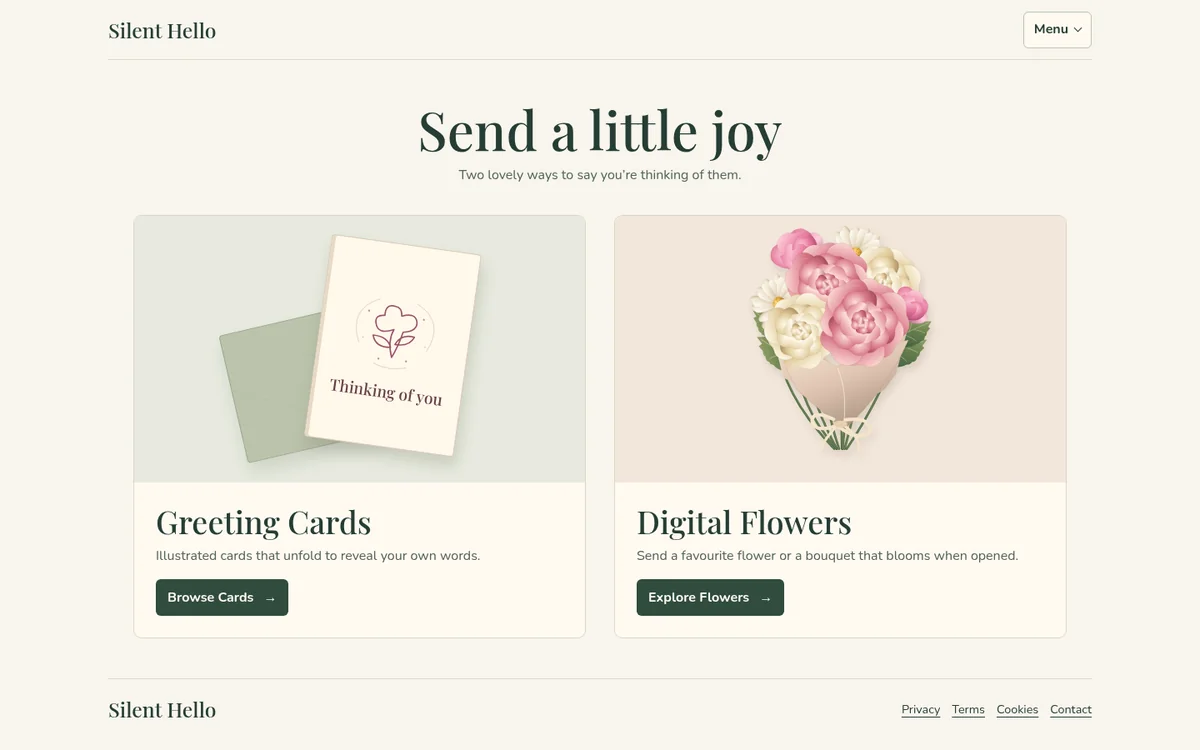 Silent Hello
Menu
Send a little joy
Two lovely ways to say you’re thinking of them.
Thinking of you
Greeting Cards
Illustrated cards that unfold to reveal your own words.
Browse Cards →
Digital Flowers
Send a favourite flower or a bouquet that blooms when opened.
Explore Flowers →
Silent Hello
Privacy Terms Cookies Contact